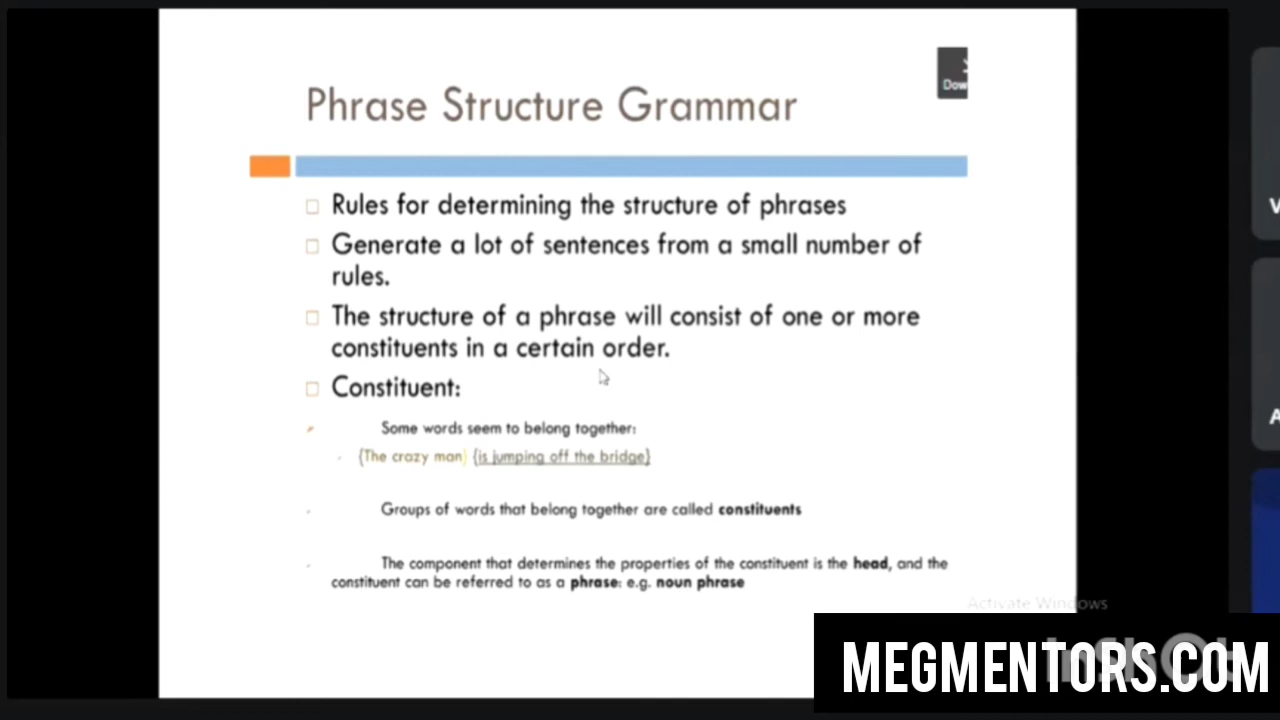 Dow
Phrase Structure Grammar
Rules for determining the structure of phrases
Generate a lot of sentences from a small number of
rules.
The structure of a phrase will consist of one or more
constituents in a certain order.
Constituent:
Some words seem to belong together:
{The crazy man} {is jumping off the bridge}
Groups of words that belong together are called constituents
The component that determines the properties of the constituent is the head, and the
constituent can be referred to as a phrase: e.g. noun phrase
Activate Windows
V
A
MEGMENTORS.COM